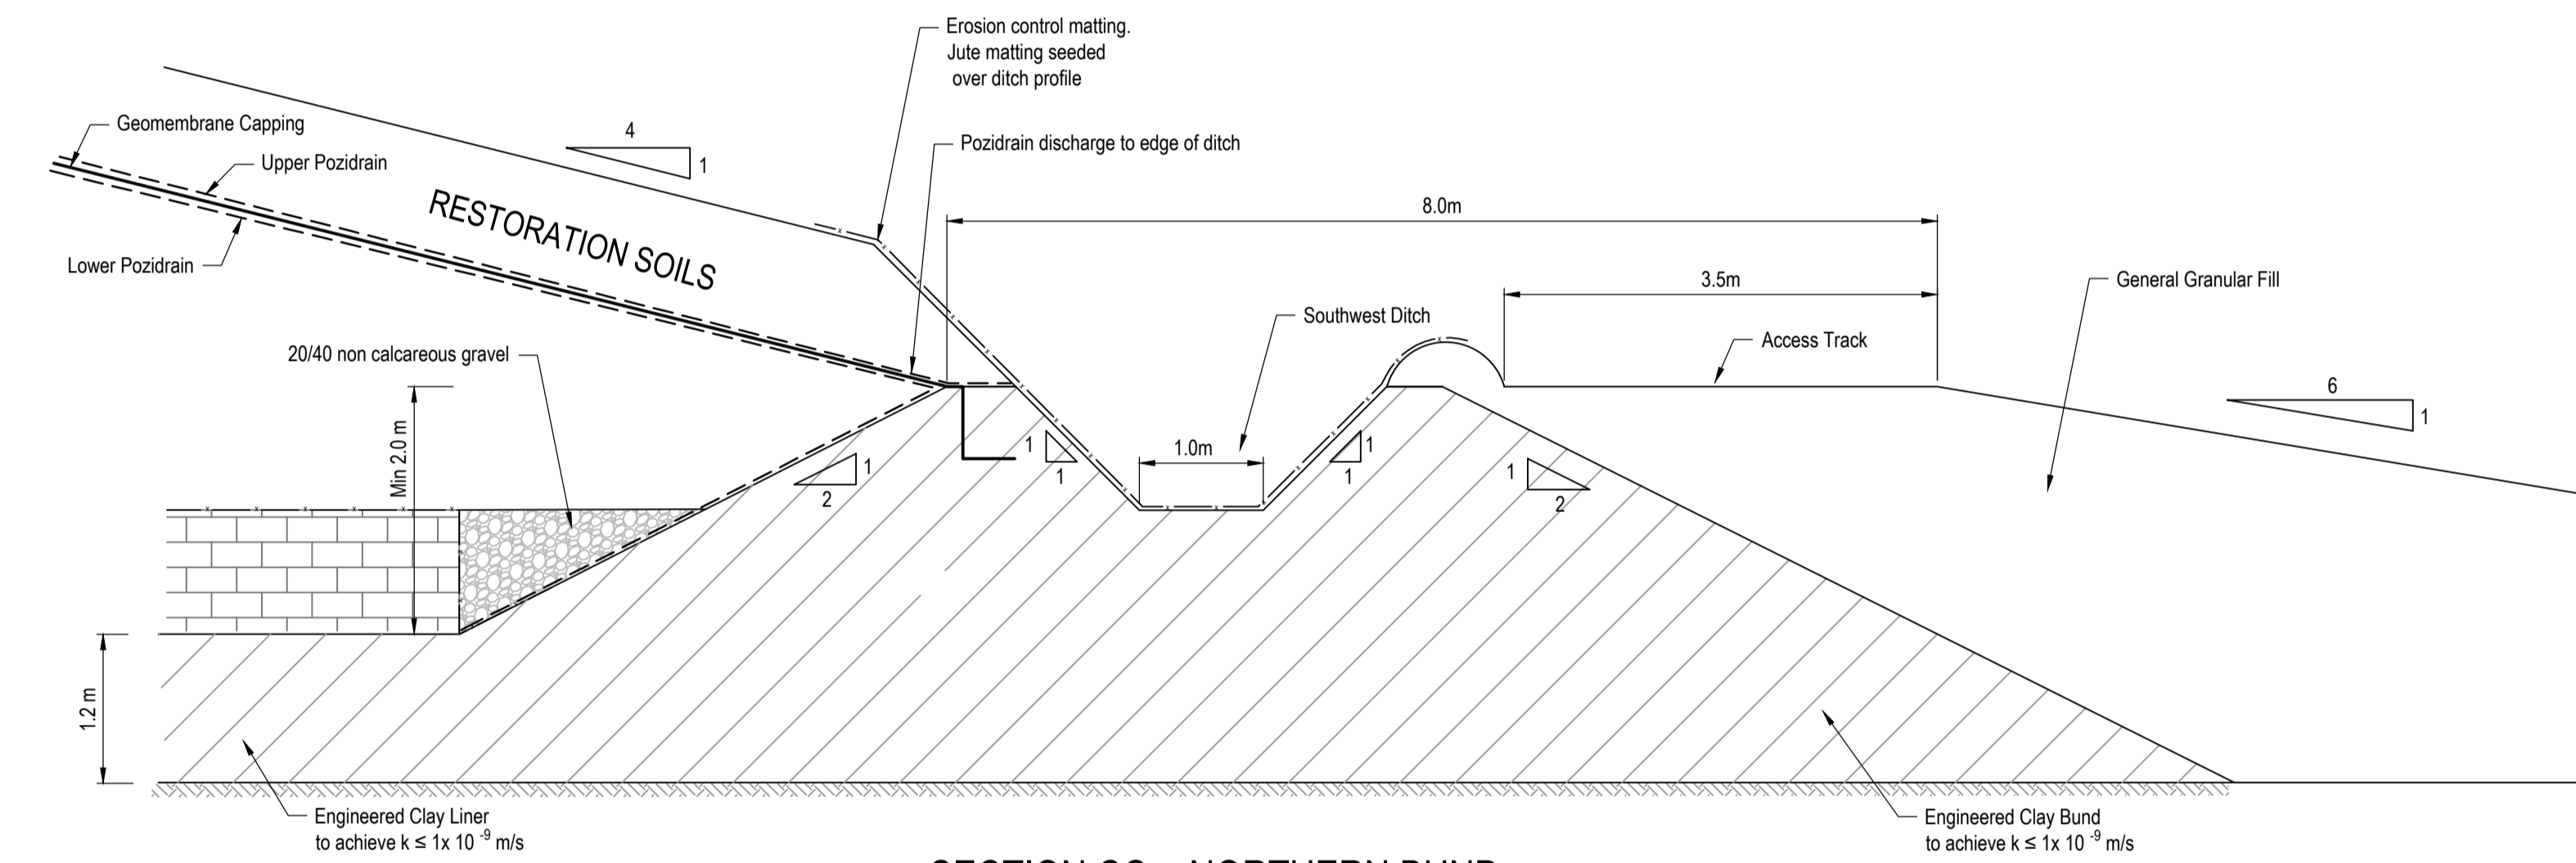 Erosion control matting.
Jute matting seeded
over ditch profile
Geomembrane Capping
4
1
Upper Pozidrain
Pozidrain discharge to edge of ditch
RESTORATION SOILS
8.0m
Lower Pozidrain
3.5m
General Granular Fill
Southwest Ditch
Access Track
20/40 non calcareous gravel
6
1
Min 2.0 m
1
2
1
1
1.0m
1
1
1
2
1.2 m
Engineered Clay Liner
to achieve k ≤ 1x 10 -9 m/s
Engineered Clay Bund
to achieve k ≤ 1x 10 -9 m/s